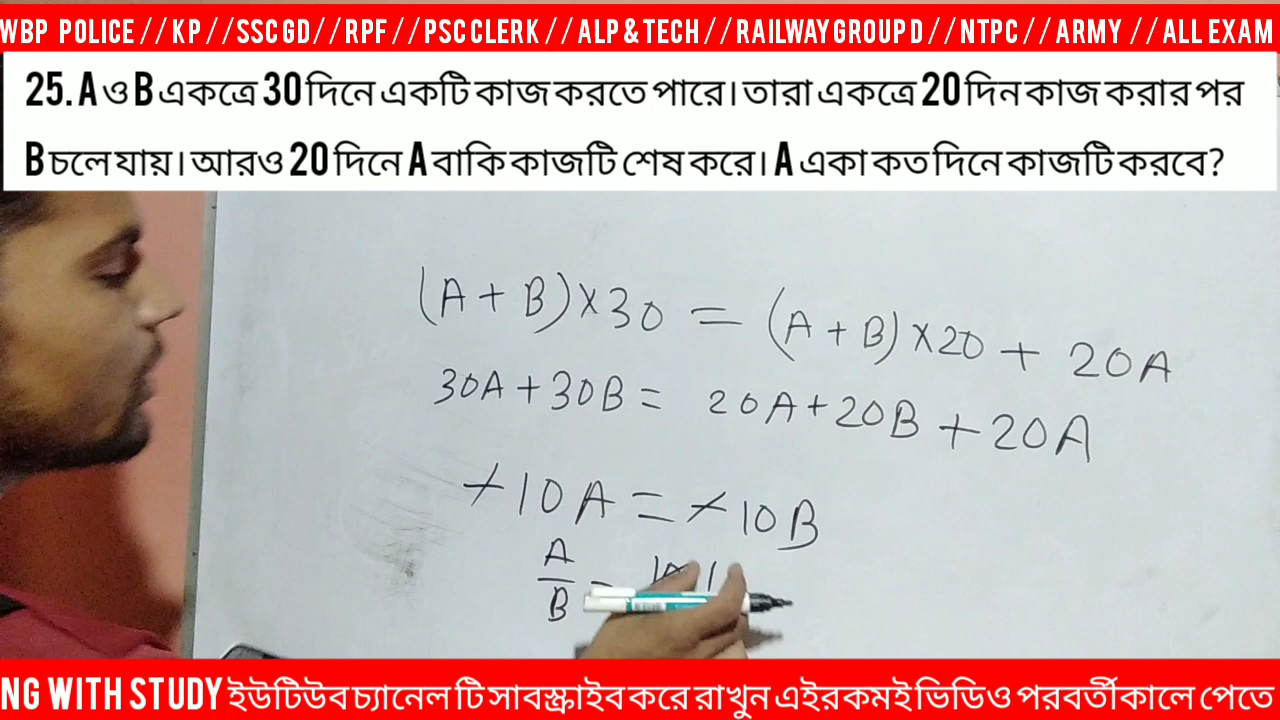 WBP POLICE // KP // SSC GD // RPF // PSC CLERK // ALP & TECH // RAILWAY GROUP D // NTPC // ARMY // ALL EXAM
25. A ও B একত্রে 30 দিনে একটি কাজ করতে পারে। তারা একত্রে 20 দিন কাজ করার পর
B চলে যায়। আরও 20 দিনে A বাকি কাজটি শেষ করে। A একা কত দিনে কাজটি করবে?
(A + B) × 30 = (A + B) × 20 + 20A
30A + 30B = 20A + 20B + 20A
-10A = -10B
A/B =
NG WITH STUDY ইউটিউব চ্যানেল টি সাবস্ক্রাইব করে রাখুন এইরকমই ভিডিও পরবর্তীকালে পেতে